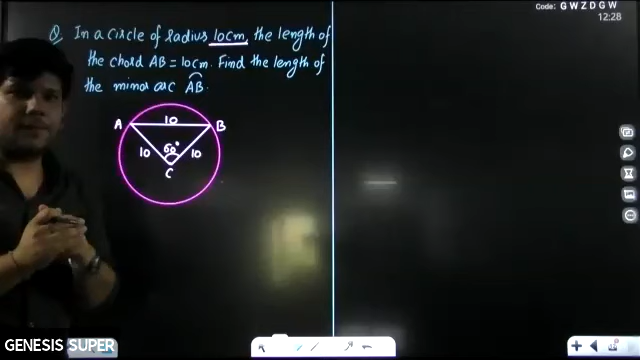 Code: G W Z D G W
12:28
Q. In a circle of radius 10cm, the length of
the chord AB = 10cm. Find the length of
the minor arc AB.
A
10
B
10
60°
10
C
GENESIS SUPER